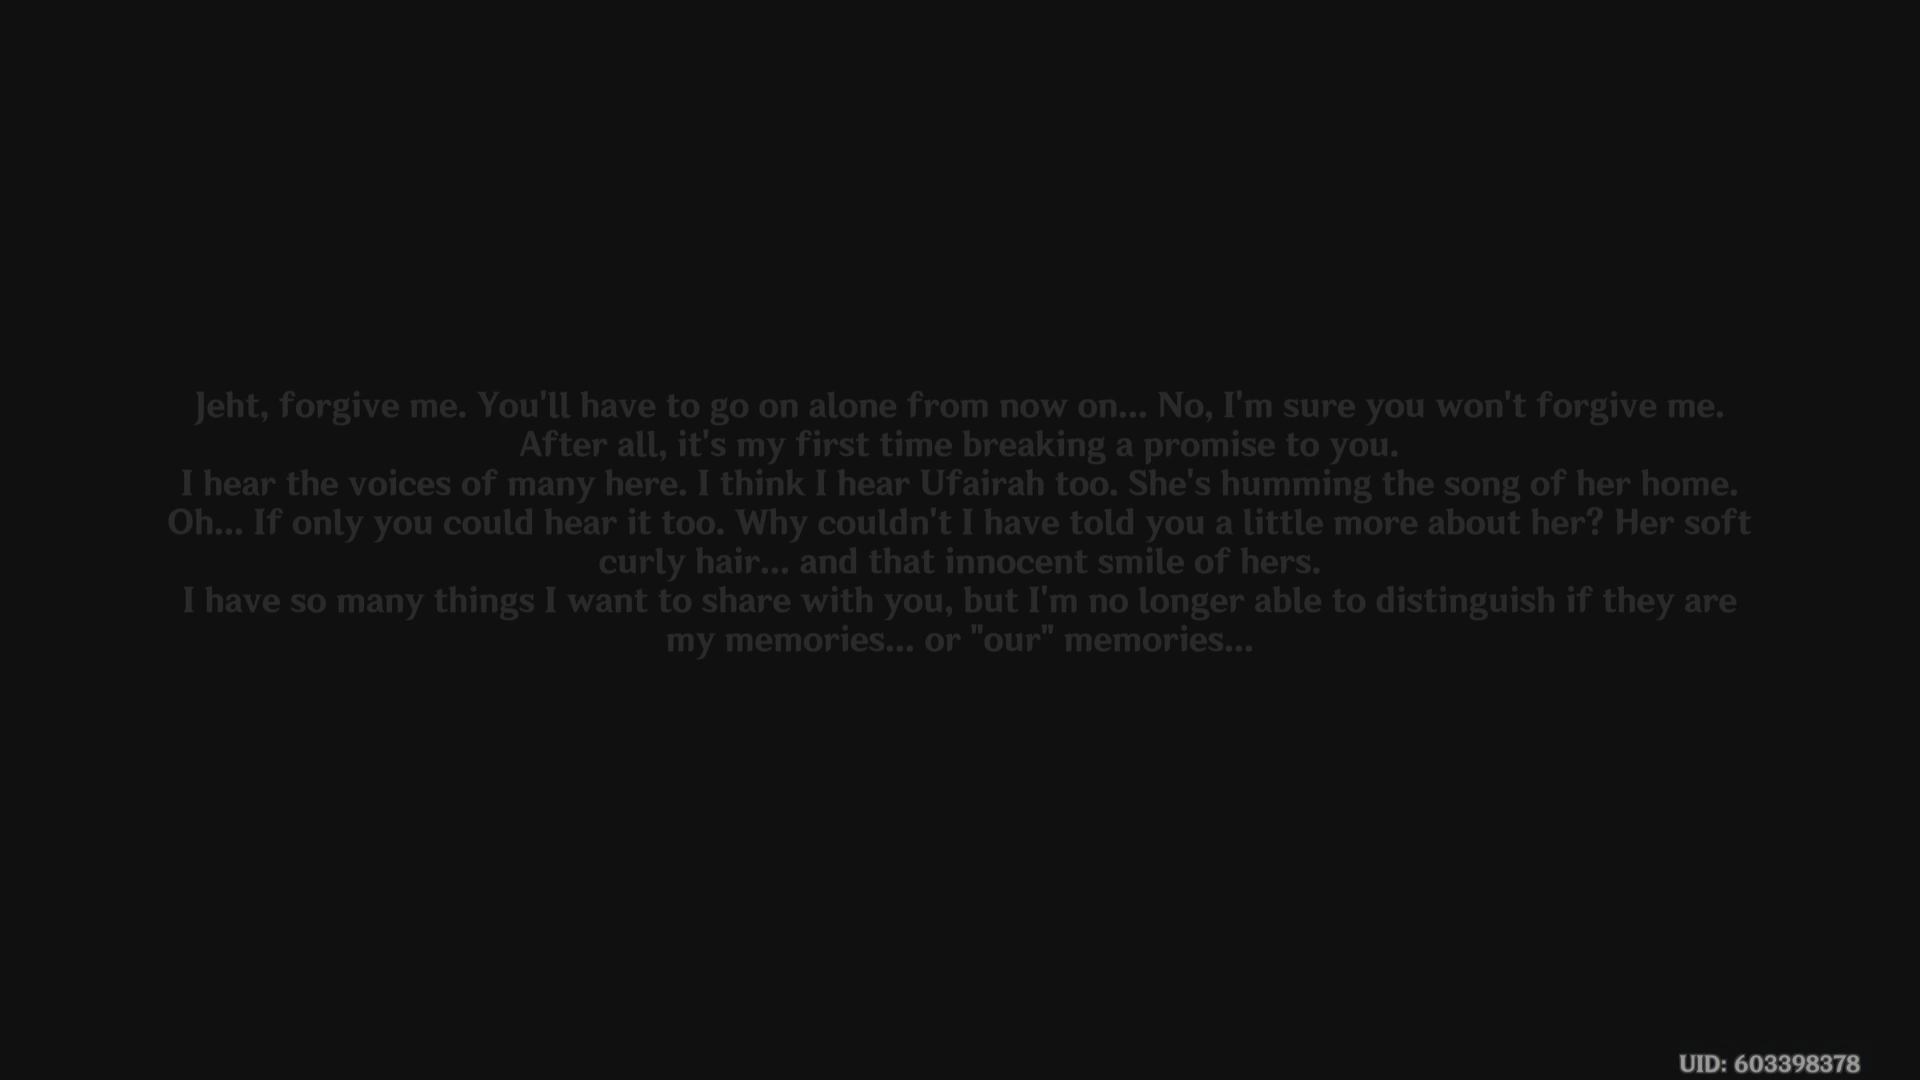 Jeht, forgive me. You'll have to go on alone from now on... No, I'm sure you won't forgive me.
After all, it's my first time breaking a promise to you.
I hear the voices of many here. I think I hear Ufairah too. She's humming the song of her home.
Oh... If only you could hear it too. Why couldn't I have told you a little more about her? Her soft
curly hair... and that innocent smile of hers.
I have so many things I want to share with you, but I'm no longer able to distinguish if they are
my memories... or "our" memories...
UID: 603398378